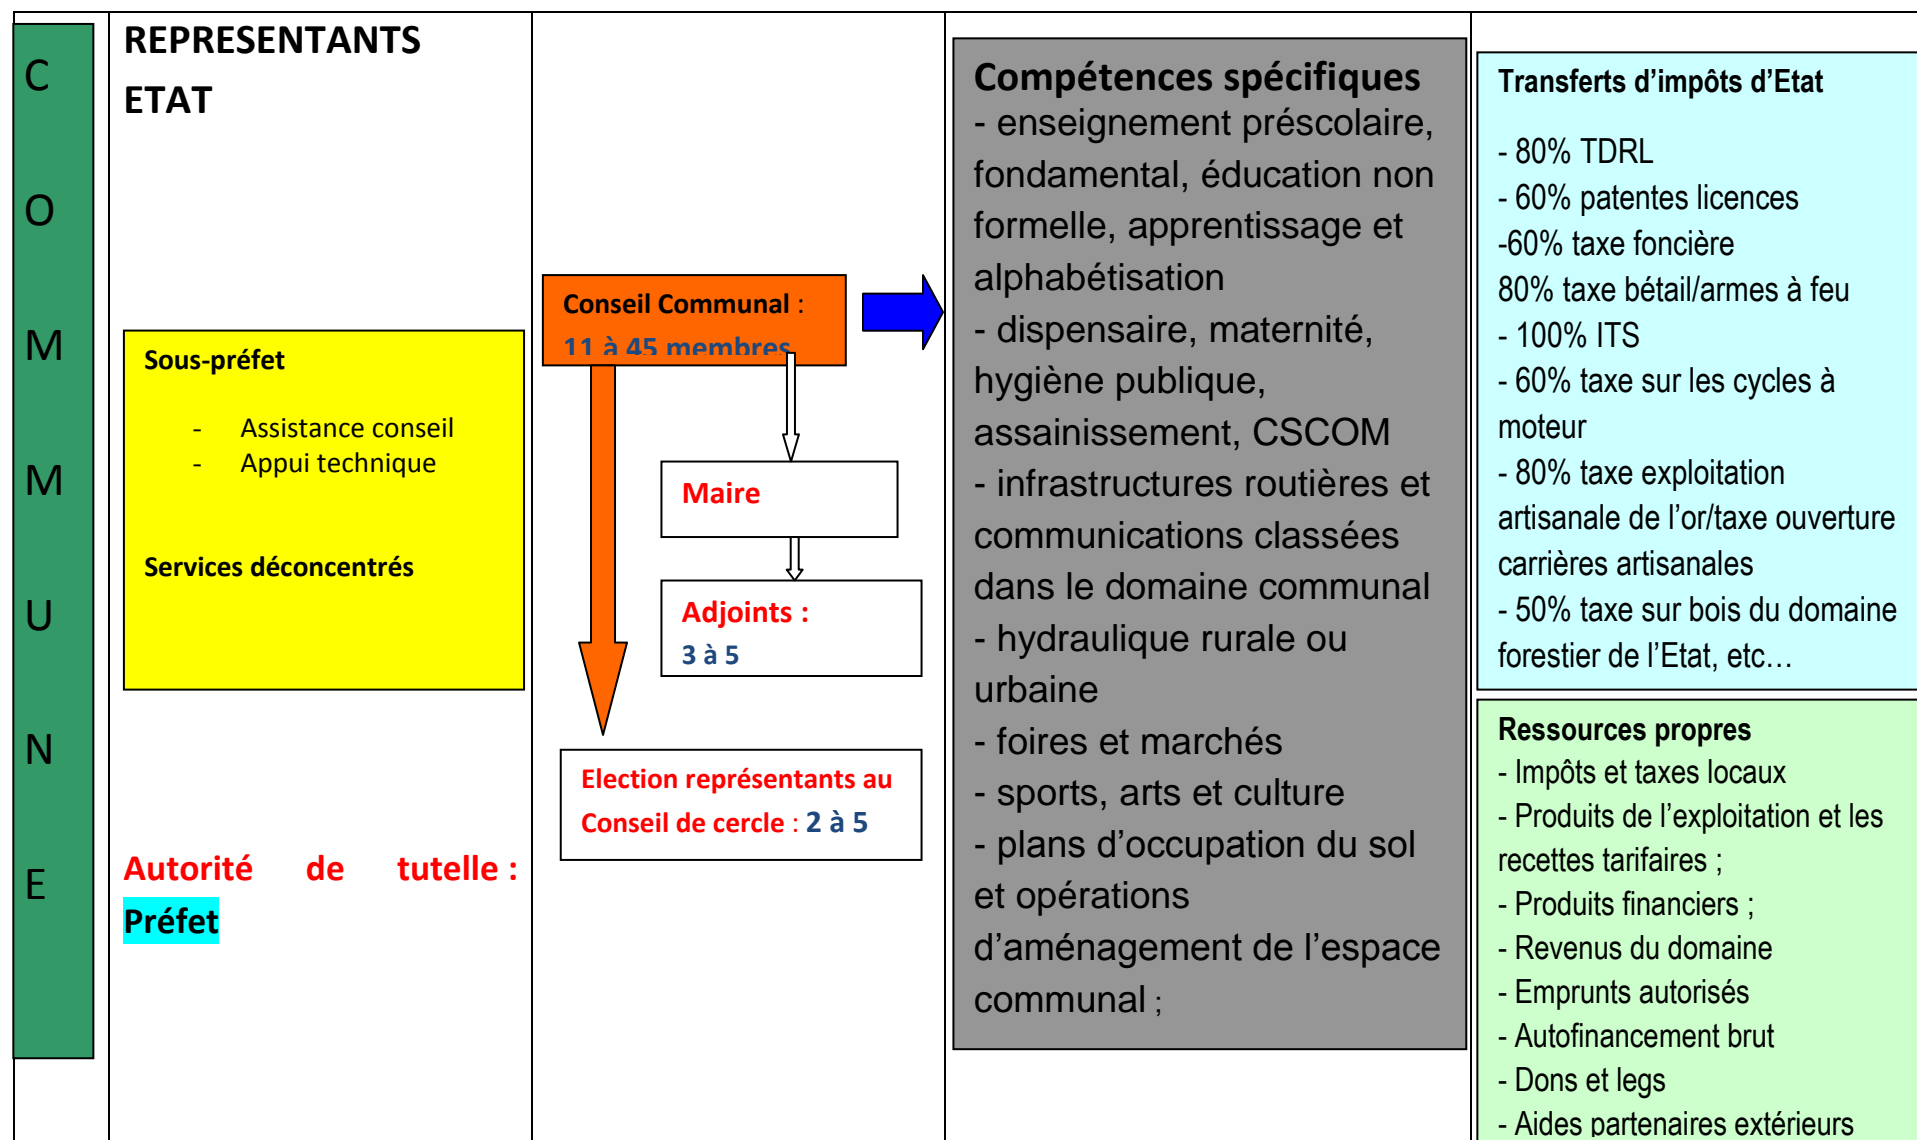 C
O
M
M
U
N
E
REPRESENTANTS
ETAT
Sous-préfet
- Assistance conseil
- Appui technique
Services déconcentrés
Autorité de tutelle :
Préfet
Conseil Communal :
11 à 45 membres
Maire
Adjoints :
3 à 5
Election représentants au
Conseil de cercle : 2 à 5
Compétences spécifiques
- enseignement préscolaire,
fondamental, éducation non
formelle, apprentissage et
alphabétisation
- dispensaire, maternité,
hygiène publique,
assainissement, CSCOM
- infrastructures routières et
communications classées
dans le domaine communal
- hydraulique rurale ou
urbaine
- foires et marchés
- sports, arts et culture
- plans d’occupation du sol
et opérations
d’aménagement de l’espace
communal ;
Transferts d’impôts d’Etat
- 80% TDRL
- 60% patentes licences
-60% taxe foncière
80% taxe bétail/armes à feu
- 100% ITS
- 60% taxe sur les cycles à
moteur
- 80% taxe exploitation
artisanale de l’or/taxe ouverture
carrières artisanales
- 50% taxe sur bois du domaine
forestier de l’Etat, etc…
Ressources propres
- Impôts et taxes locaux
- Produits de l’exploitation et les
recettes tarifaires ;
- Produits financiers ;
- Revenus du domaine
- Emprunts autorisés
- Autofinancement brut
- Dons et legs
- Aides partenaires extérieurs